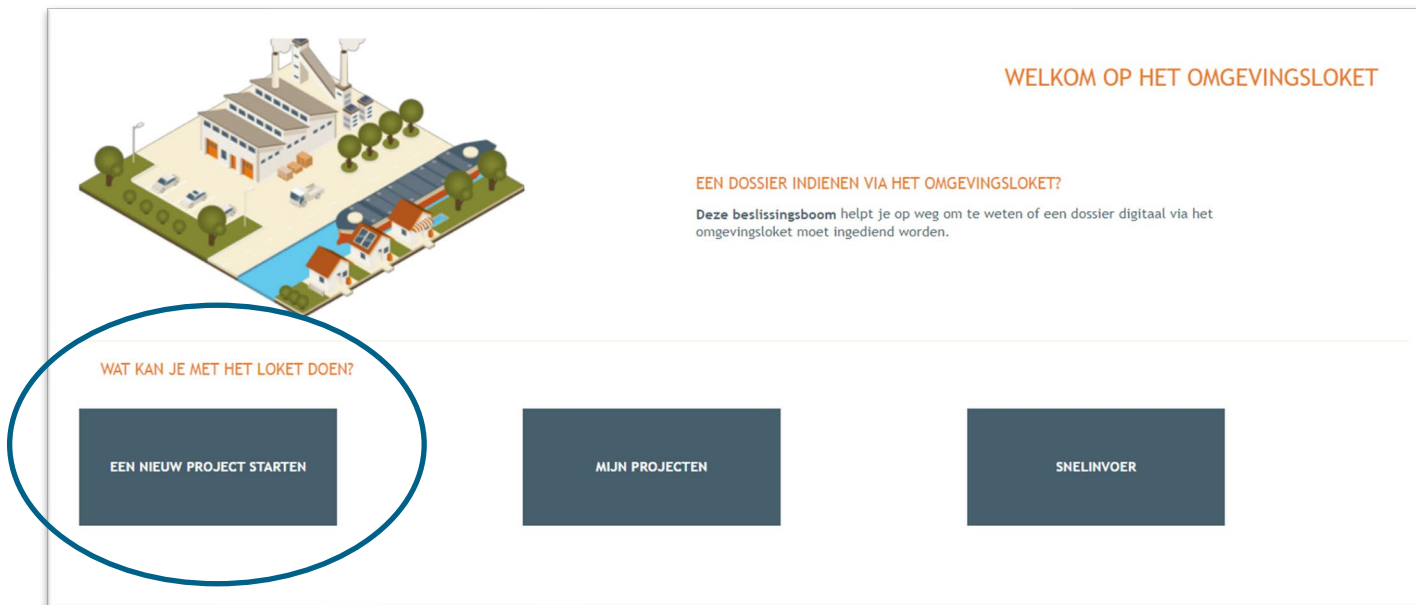 WELKOM OP HET OMGEVINGSLOKET
EEN DOSSIER INDIENEN VIA HET OMGEVINGSLOKET?
Deze beslissingsboom helpt je op weg om te weten of een dossier digitaal via het
omgevingsloket moet ingediend worden.
WAT KAN JE MET HET LOKET DOEN?
EEN NIEUW PROJECT STARTEN
MIJN PROJECTEN
SNELINVOER